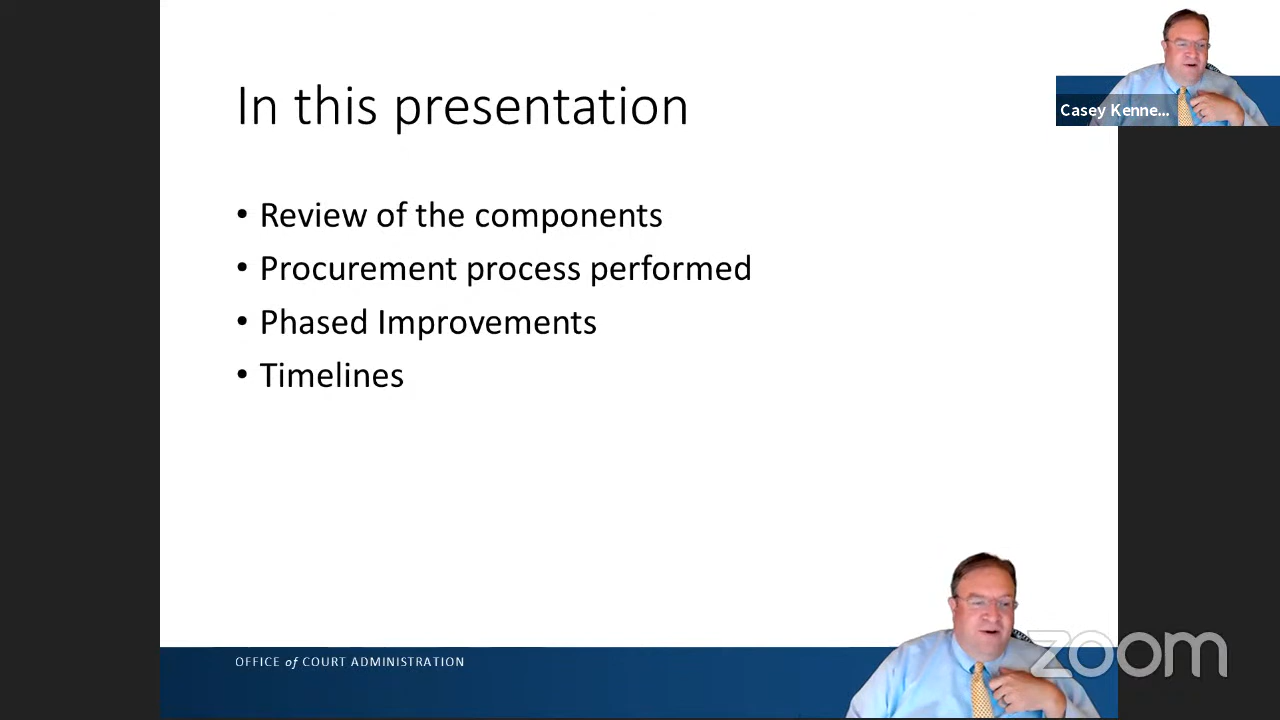 In this presentation
Casey Kenne...
• Review of the components
• Procurement process performed
• Phased Improvements
• Timelines
OFFICE of COURT ADMINISTRATION
zoom